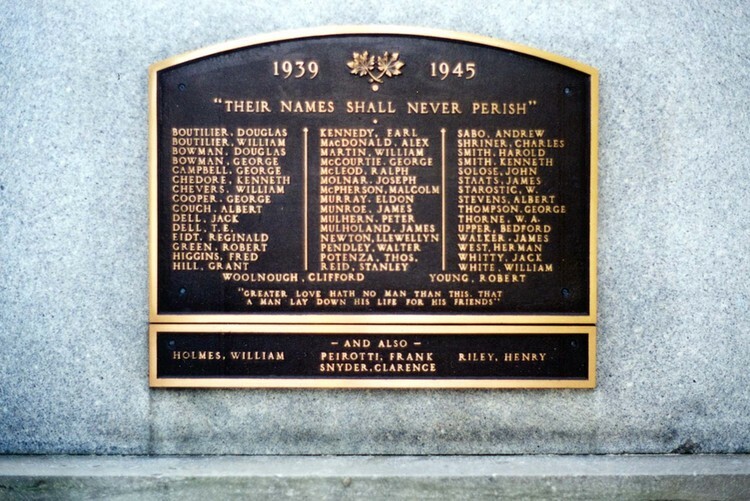 1939 1945
"THEIR NAMES SHALL NEVER PERISH"
BOUTILIER, DOUGLAS
BOUTILIER, WILLIAM
BOWMAN, DOUGLAS
BOWMAN, GEORGE
CAMPBELL, GEORGE
CHEDORE, KENNETH
CHEVERS, WILLIAM
COOPER, GEORGE
COUCH, ALBERT
DELL, JACK
DELL, T.E.
EIDT, REGINALD
GREEN, ROBERT
HIGGINS, FRED
HILL, GRANT
KENNEDY, EARL
MACDONALD, ALEX
MARTIN, WILLIAM
MCCOURTIE, GEORGE
MCLEOD, RALPH
MOLNAR, JOSEPH
MCPHERSON, MALCOLM
MURRAY, ELDON
MUNROE, JAMES
MULHERN, PETER
MULHOLAND, JAMES
NEWTON, LLEWELLYN
PENDLEY, WALTER
POTENZA, THOS.
REID, STANLEY
SABO, ANDREW
SHRINER, CHARLES
SMITH, HAROLD
SMITH, KENNETH
SOLOSE, JOHN
STAATS, JAMES
STAROSTIC, W.
STEVENS, ALBERT
THOMPSON, GEORGE
THORNE, W.A.
UPPER, BEDFORD
WALKER, JAMES
WEST, HERMAN
WHITTY, JACK
WHITE, WILLIAM
WOOLNOUGH, CLIFFORD YOUNG, ROBERT
"GREATER LOVE HATH NO MAN THAN THIS, THAT
A MAN LAY DOWN HIS LIFE FOR HIS FRIENDS"
– AND ALSO –
HOLMES, WILLIAM PEIROTTI, FRANK RILEY, HENRY
SNYDER, CLARENCE